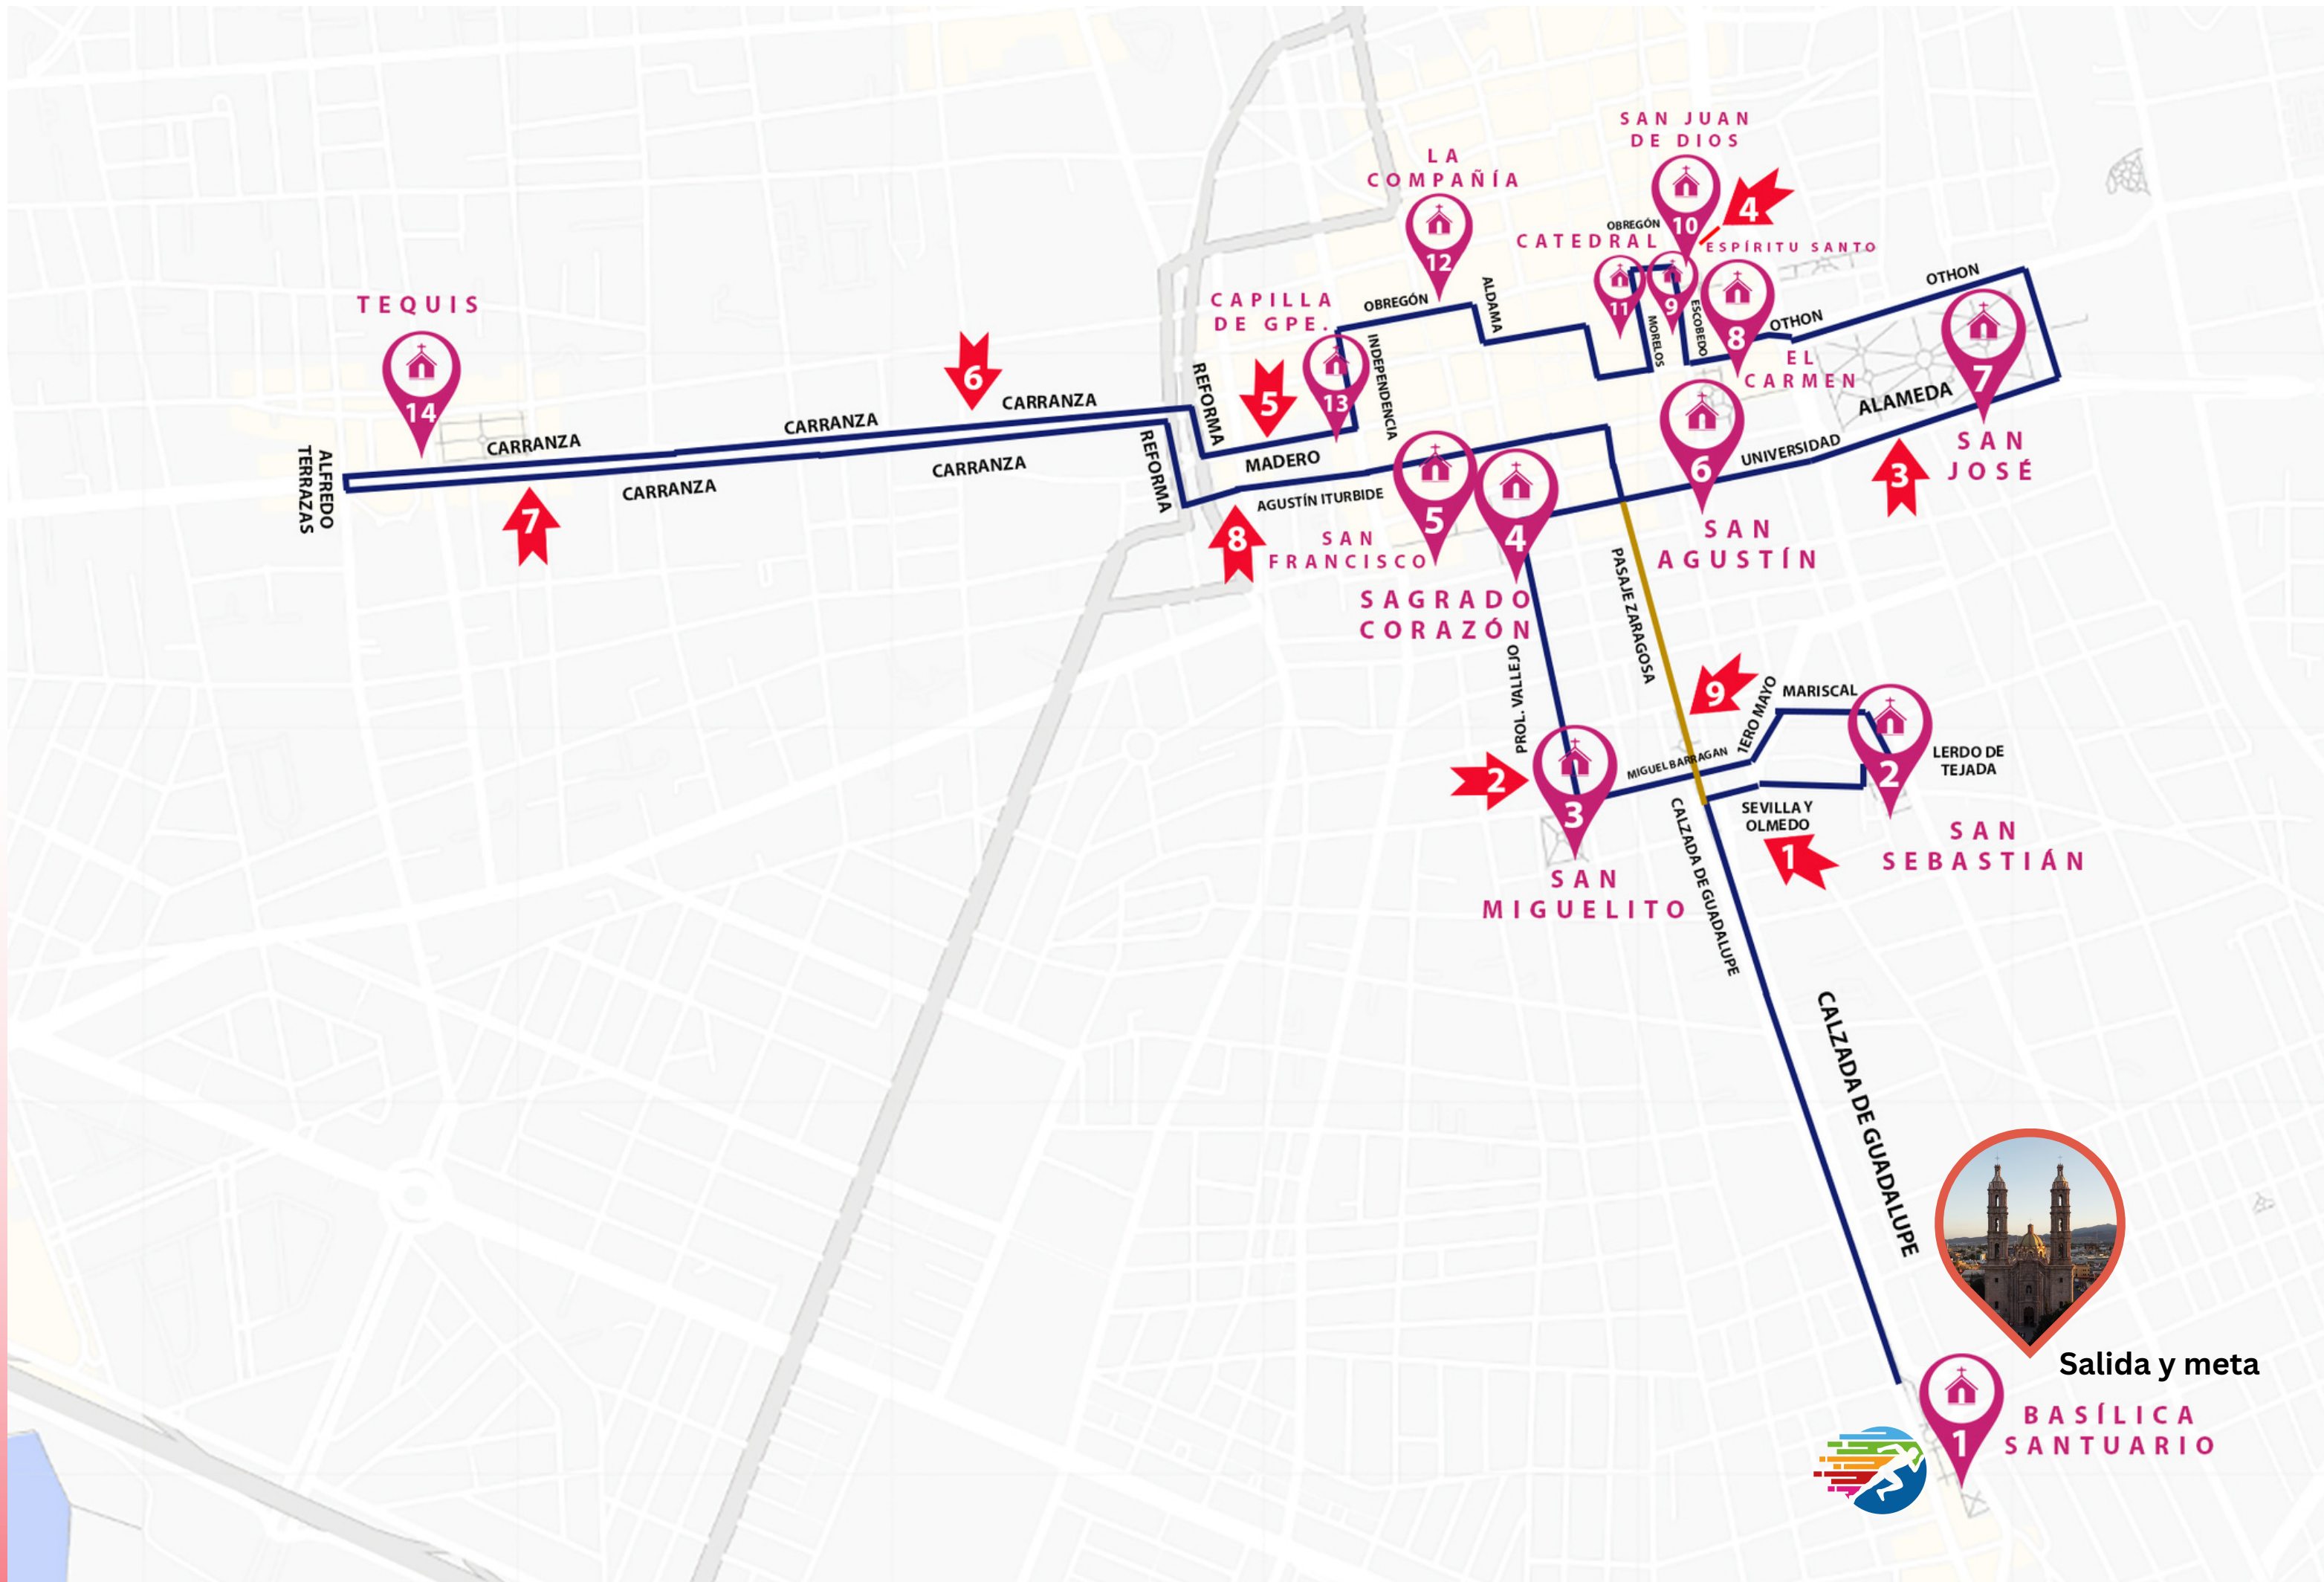 SAN JUAN
DE DIOS
10
4
LA
COMPAÑÍA
12
OBREGÓN
CATEDRAL
11
9
ESPÍRITU SANTO
8
ESCOBEDO
MORELOS
OTHON
OTHON
EL
CARMEN
ALAMEDA
7
SAN
JOSÉ
UNIVERSIDAD
3
6
SAN
AGUSTÍN
ALDAMA
OBREGÓN
CAPILLA
DE GPE.
13
INDEPENDENCIA
5
REFORMA
MADERO
TEQUIS
14
6
CARRANZA
CARRANZA
CARRANZA
CARRANZA
CARRANZA
ALFREDO
TERRAZAS
7
REFORMA
AGUSTÍN ITURBIDE
8
SAN
FRANCISCO
5
4
SAGRADO
CORAZÓN
PASAJE ZARAGOSA
PROL. VALLEJO
9
1ERO MAYO
MARISCAL
2
LERDO DE
TEJADA
MIGUEL BARRAGAN
2
3
SAN
MIGUELITO
SEVILLA Y
OLMEDO
1
SAN
SEBASTIÁN
CALZADA DE GUADALUPE
CALZADA DE GUADALUPE
Salida y meta
1
BASÍLICA
SANTUARIO